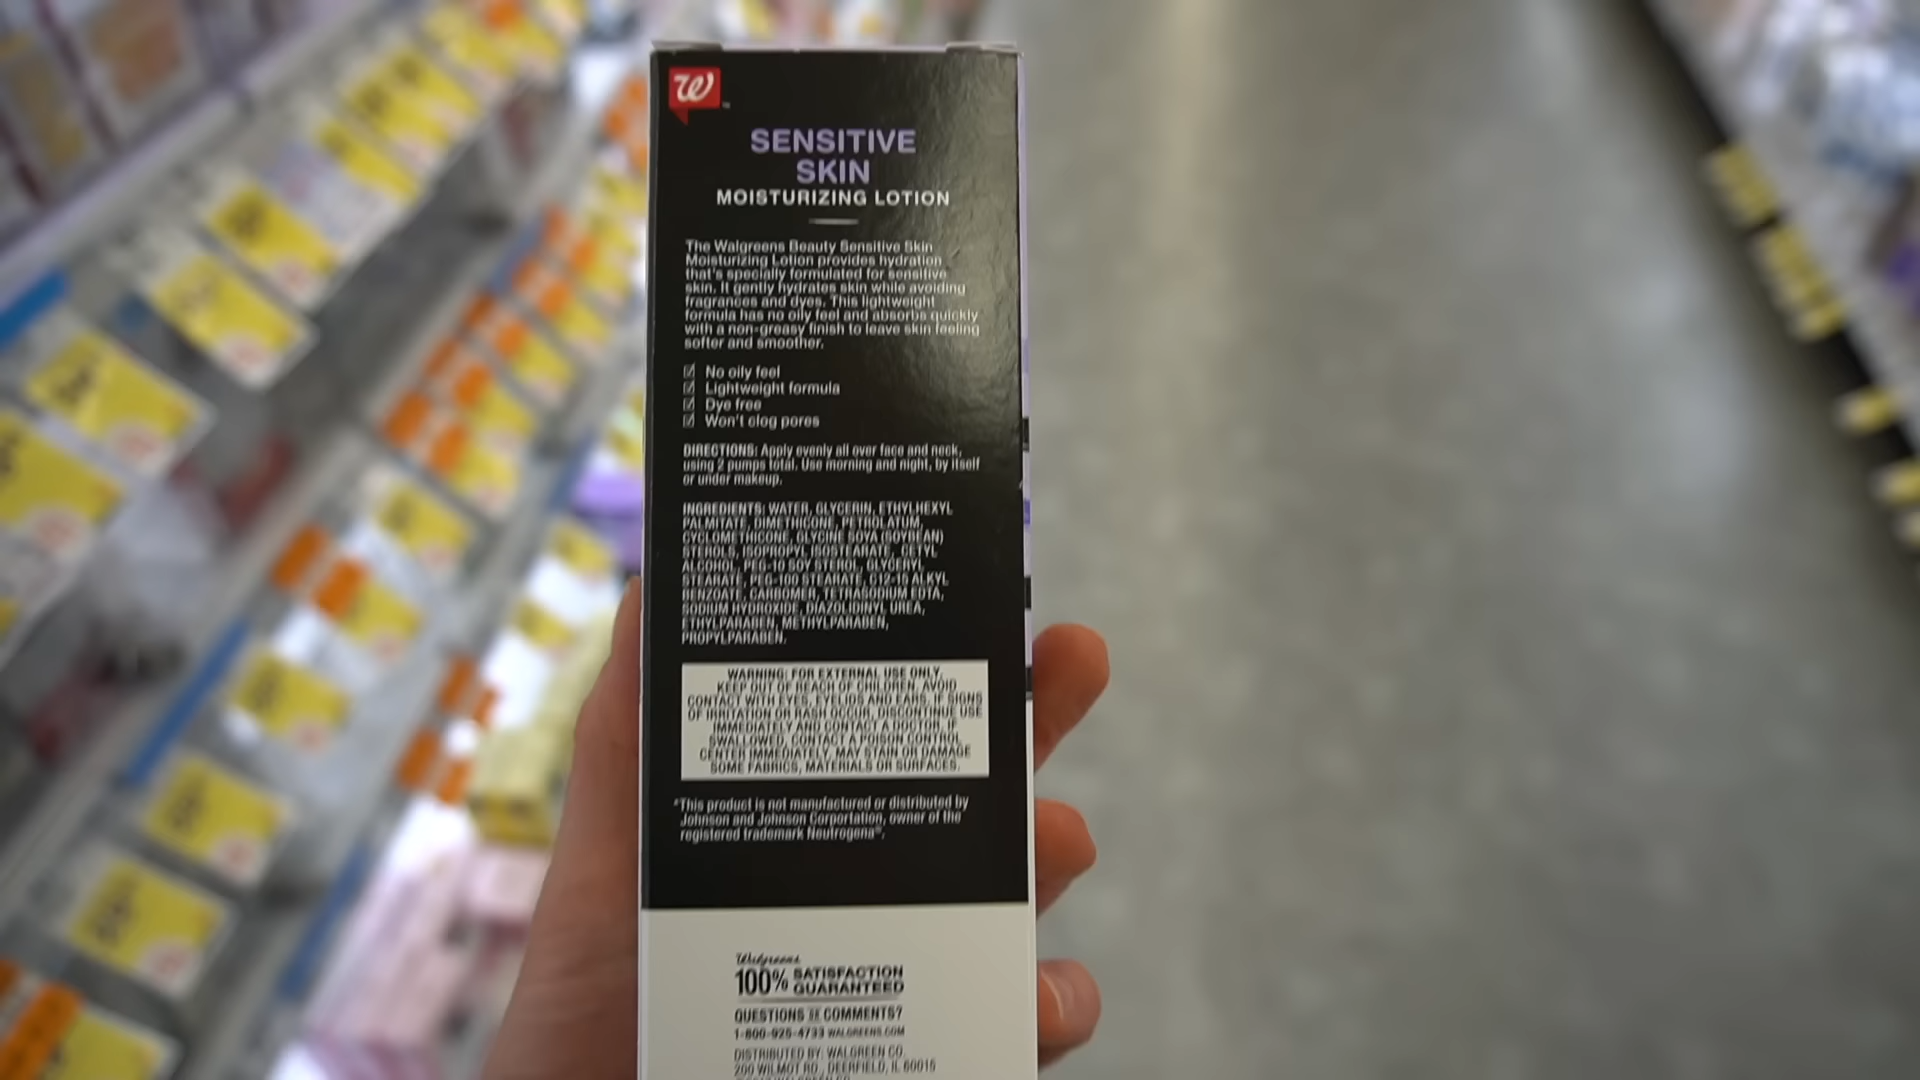 W
SENSITIVE
SKIN
MOISTURIZING LOTION
The Walgreens Beauty Sensitive Skin
Moisturizing Lotion provides hydration
that's specially formulated for sensitive
skin. It gently hydrates skin while avoiding
fragrances and dyes. This lightweight
formula has no oily feel and absorbs quickly
with a non-greasy finish to leave skin feeling
softer and smoother.
No oily feel
Lightweight formula
Dye free
Won't clog pores
DIRECTIONS: Apply evenly all over face and neck,
using 2 pumps total. Use morning and night, by itself
or under makeup.
INGREDIENTS: WATER, GLYCERIN, ETHYLHEXYL
PALMITATE, DIMETHICONE, PETROLATUM,
CYCLOMETHICONE, GLYCINE SOYA (SOYBEAN)
STEROLS, ISOPROPYL ISOSTEARATE, CETYL
ALCOHOL, PEG-10 SOY STEROL, GLYCERYL
STEARATE, PEG-100 STEARATE, C12-15 ALKYL
BENZOATE, CARBOMER, TETRASODIUM EDTA,
SODIUM HYDROXIDE, DIAZOLIDINYL UREA,
ETHYLPARABEN, METHYLPARABEN,
PROPYLPARABEN.
WARNING: FOR EXTERNAL USE ONLY.
KEEP OUT OF REACH OF CHILDREN. AVOID
CONTACT WITH EYES, EYELIDS AND EARS. IF SIGNS
OF IRRITATION OR RASH OCCUR, DISCONTINUE USE
IMMEDIATELY AND CONTACT A DOCTOR. IF
SWALLOWED, CONTACT A POISON CONTROL
CENTER IMMEDIATELY. MAY STAIN OR DAMAGE
SOME FABRICS, MATERIALS OR SURFACES.
*This product is not manufactured or distributed by
Johnson and Johnson Corportation, owner of the
registered trademark Neutrogena®.
Walgreens
100% SATISFACTION
GUARANTEED
QUESTIONS OR COMMENTS?
1-800-925-4733 WALGREENS.COM
DISTRIBUTED BY: WALGREEN CO.
200 WILMOT RD., DEERFIELD, IL 60015